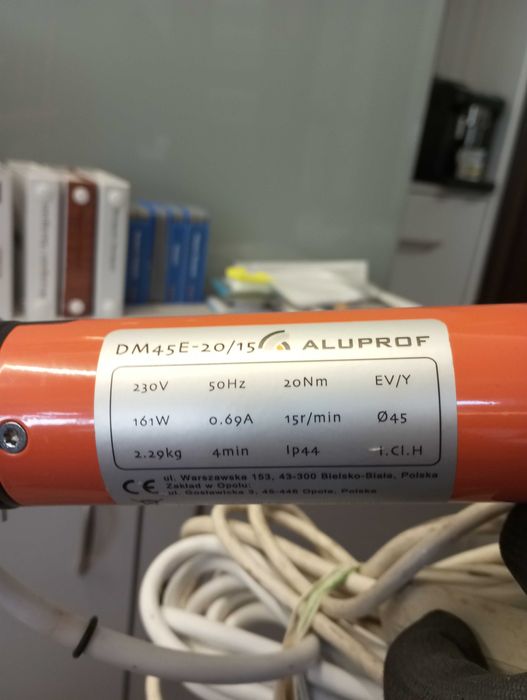 DM45E-20/15 ALUPROF
230V 50Hz 20Nm EV/Y
161W 0.69A 15r/min Ø45
2.29kg 4min Ip44 I.Cl.H
CE ul. Warszawska 153, 43-300 Bielsko-Biała, Polska
Zakład w Opolu:
ul. Gosławicka 3, 45-446 Opole, Polska